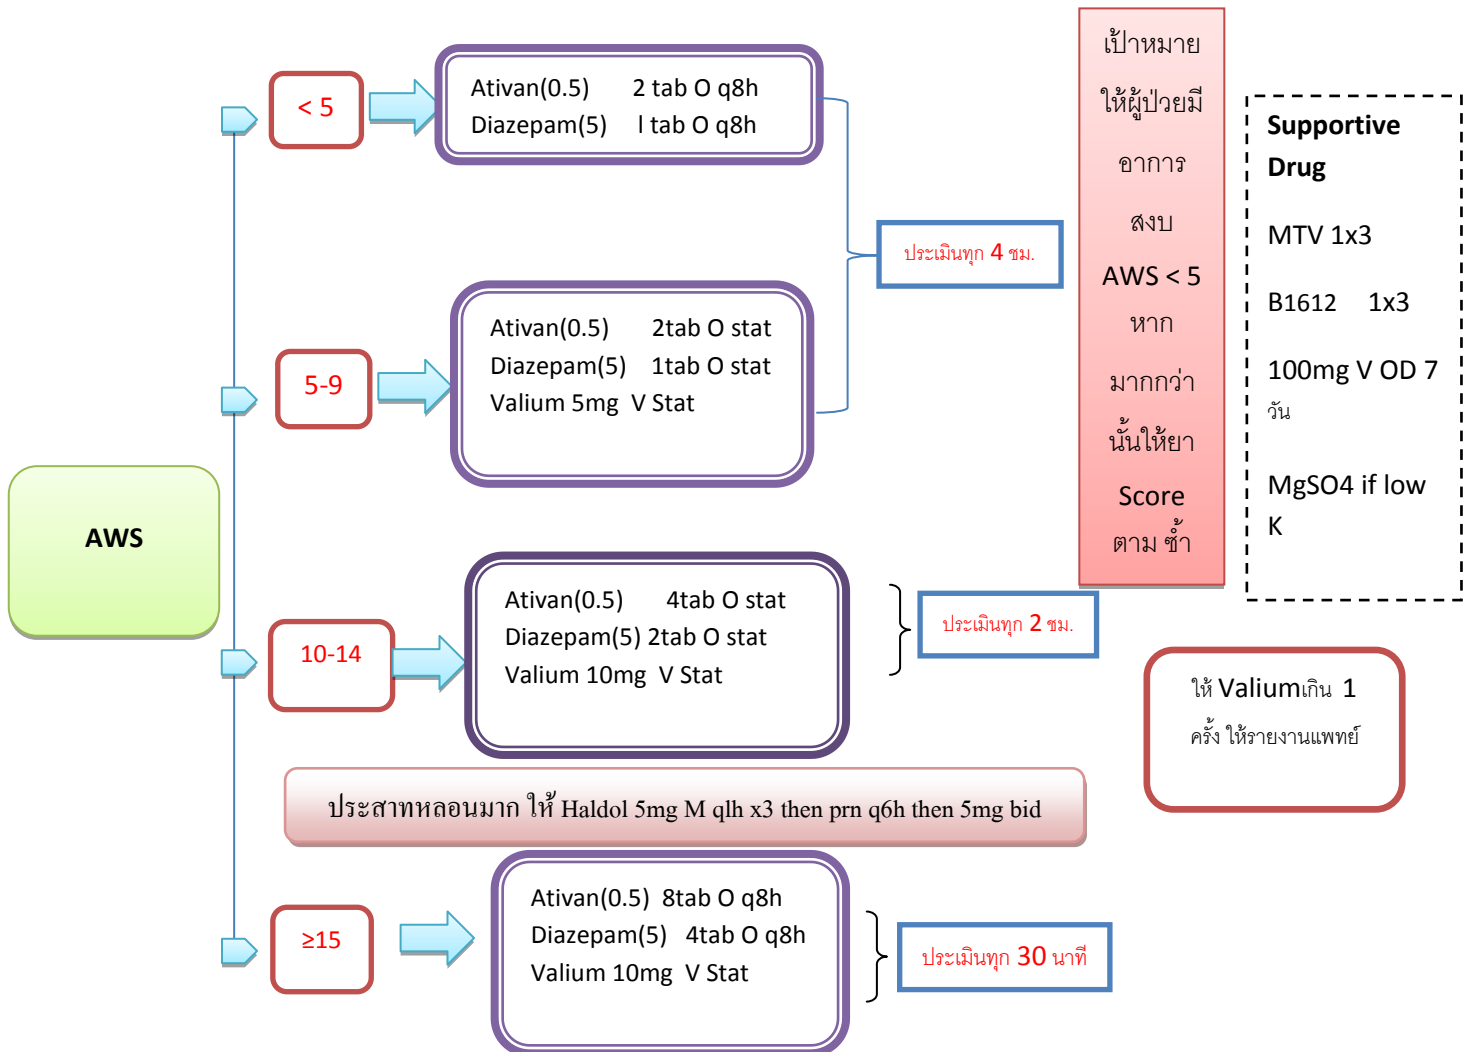 AWS
< 5
Ativan(0.5) 2 tab O q8h
Diazepam(5) l tab O q8h
5-9
Ativan(0.5) 2tab O stat
Diazepam(5) 1tab O stat
Valium 5mg V Stat
ประเมินทุก 4 ชม.
10-14
Ativan(0.5) 4tab O stat
Diazepam(5) 2tab O stat
Valium 10mg V Stat
ประเมินทุก 2 ชม.
ประสาทหลอนมาก ให้ Haldol 5mg M qlh x3 then prn q6h then 5mg bid
≥15
Ativan(0.5) 8tab O q8h
Diazepam(5) 4tab O q8h
Valium 10mg V Stat
ประเมินทุก 30 นาที
เป้าหมาย
ให้ผู้ป่วยมี
อาการ
สงบ
AWS < 5
หาก
มากกว่า
นั้นให้ยา
Score
ตาม ซ้ำ
Supportive
Drug
MTV 1x3
B1612 1x3
100mg V OD 7
วัน
MgSO4 if low
K
ให้ Valiumเกิน 1
ครั้ง ให้รายงานแพทย์